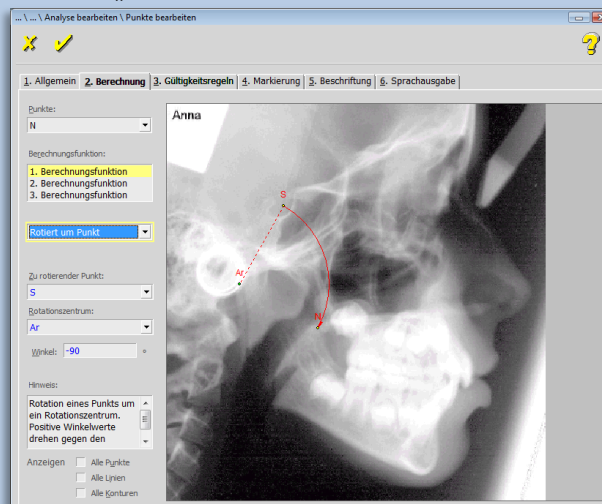 ... \ ... \ Analyse bearbeiten \ Punkte bearbeiten
1. Allgemein
2. Berechnung
3. Gültigkeitsregeln
4. Markierung
5. Beschriftung
6. Sprachausgabe
Punkte:
N
Berechnungsfunktion:
1. Berechnungsfunktion
2. Berechnungsfunktion
3. Berechnungsfunktion
Rotiert um Punkt
Zu rotierender Punkt:
S
Rotationszentrum:
Ar
Winkel: -90 °
Hinweis:
Rotation eines Punkts um
ein Rotationszentrum.
Positive Winkelwerte
drehen gegen den
Anzeigen
Alle Punkte
Alle Linien
Alle Konturen
Anna
S
Ar
N
?